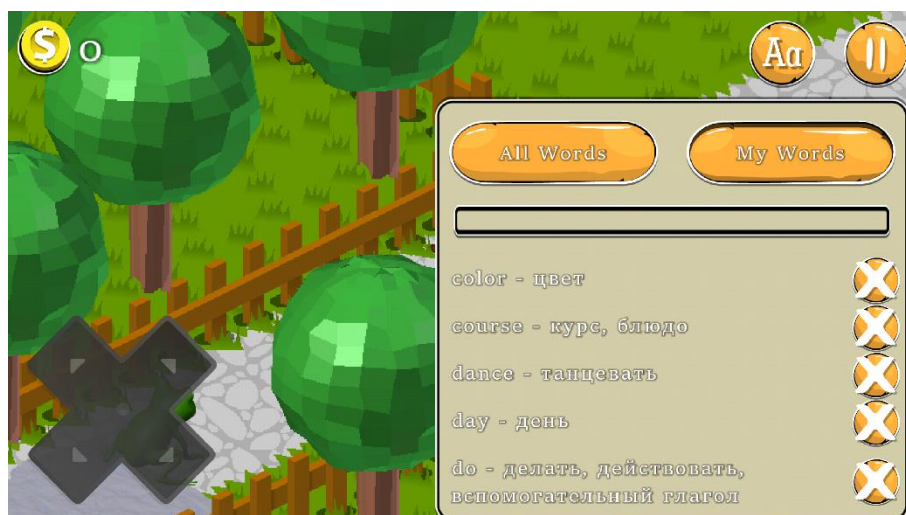 $ 0
Aa
All Words
My Words
color - цвет
course - курс, блюдо
dance - танцевать
day - день
do - делать, действовать,
вспомогательный глагол